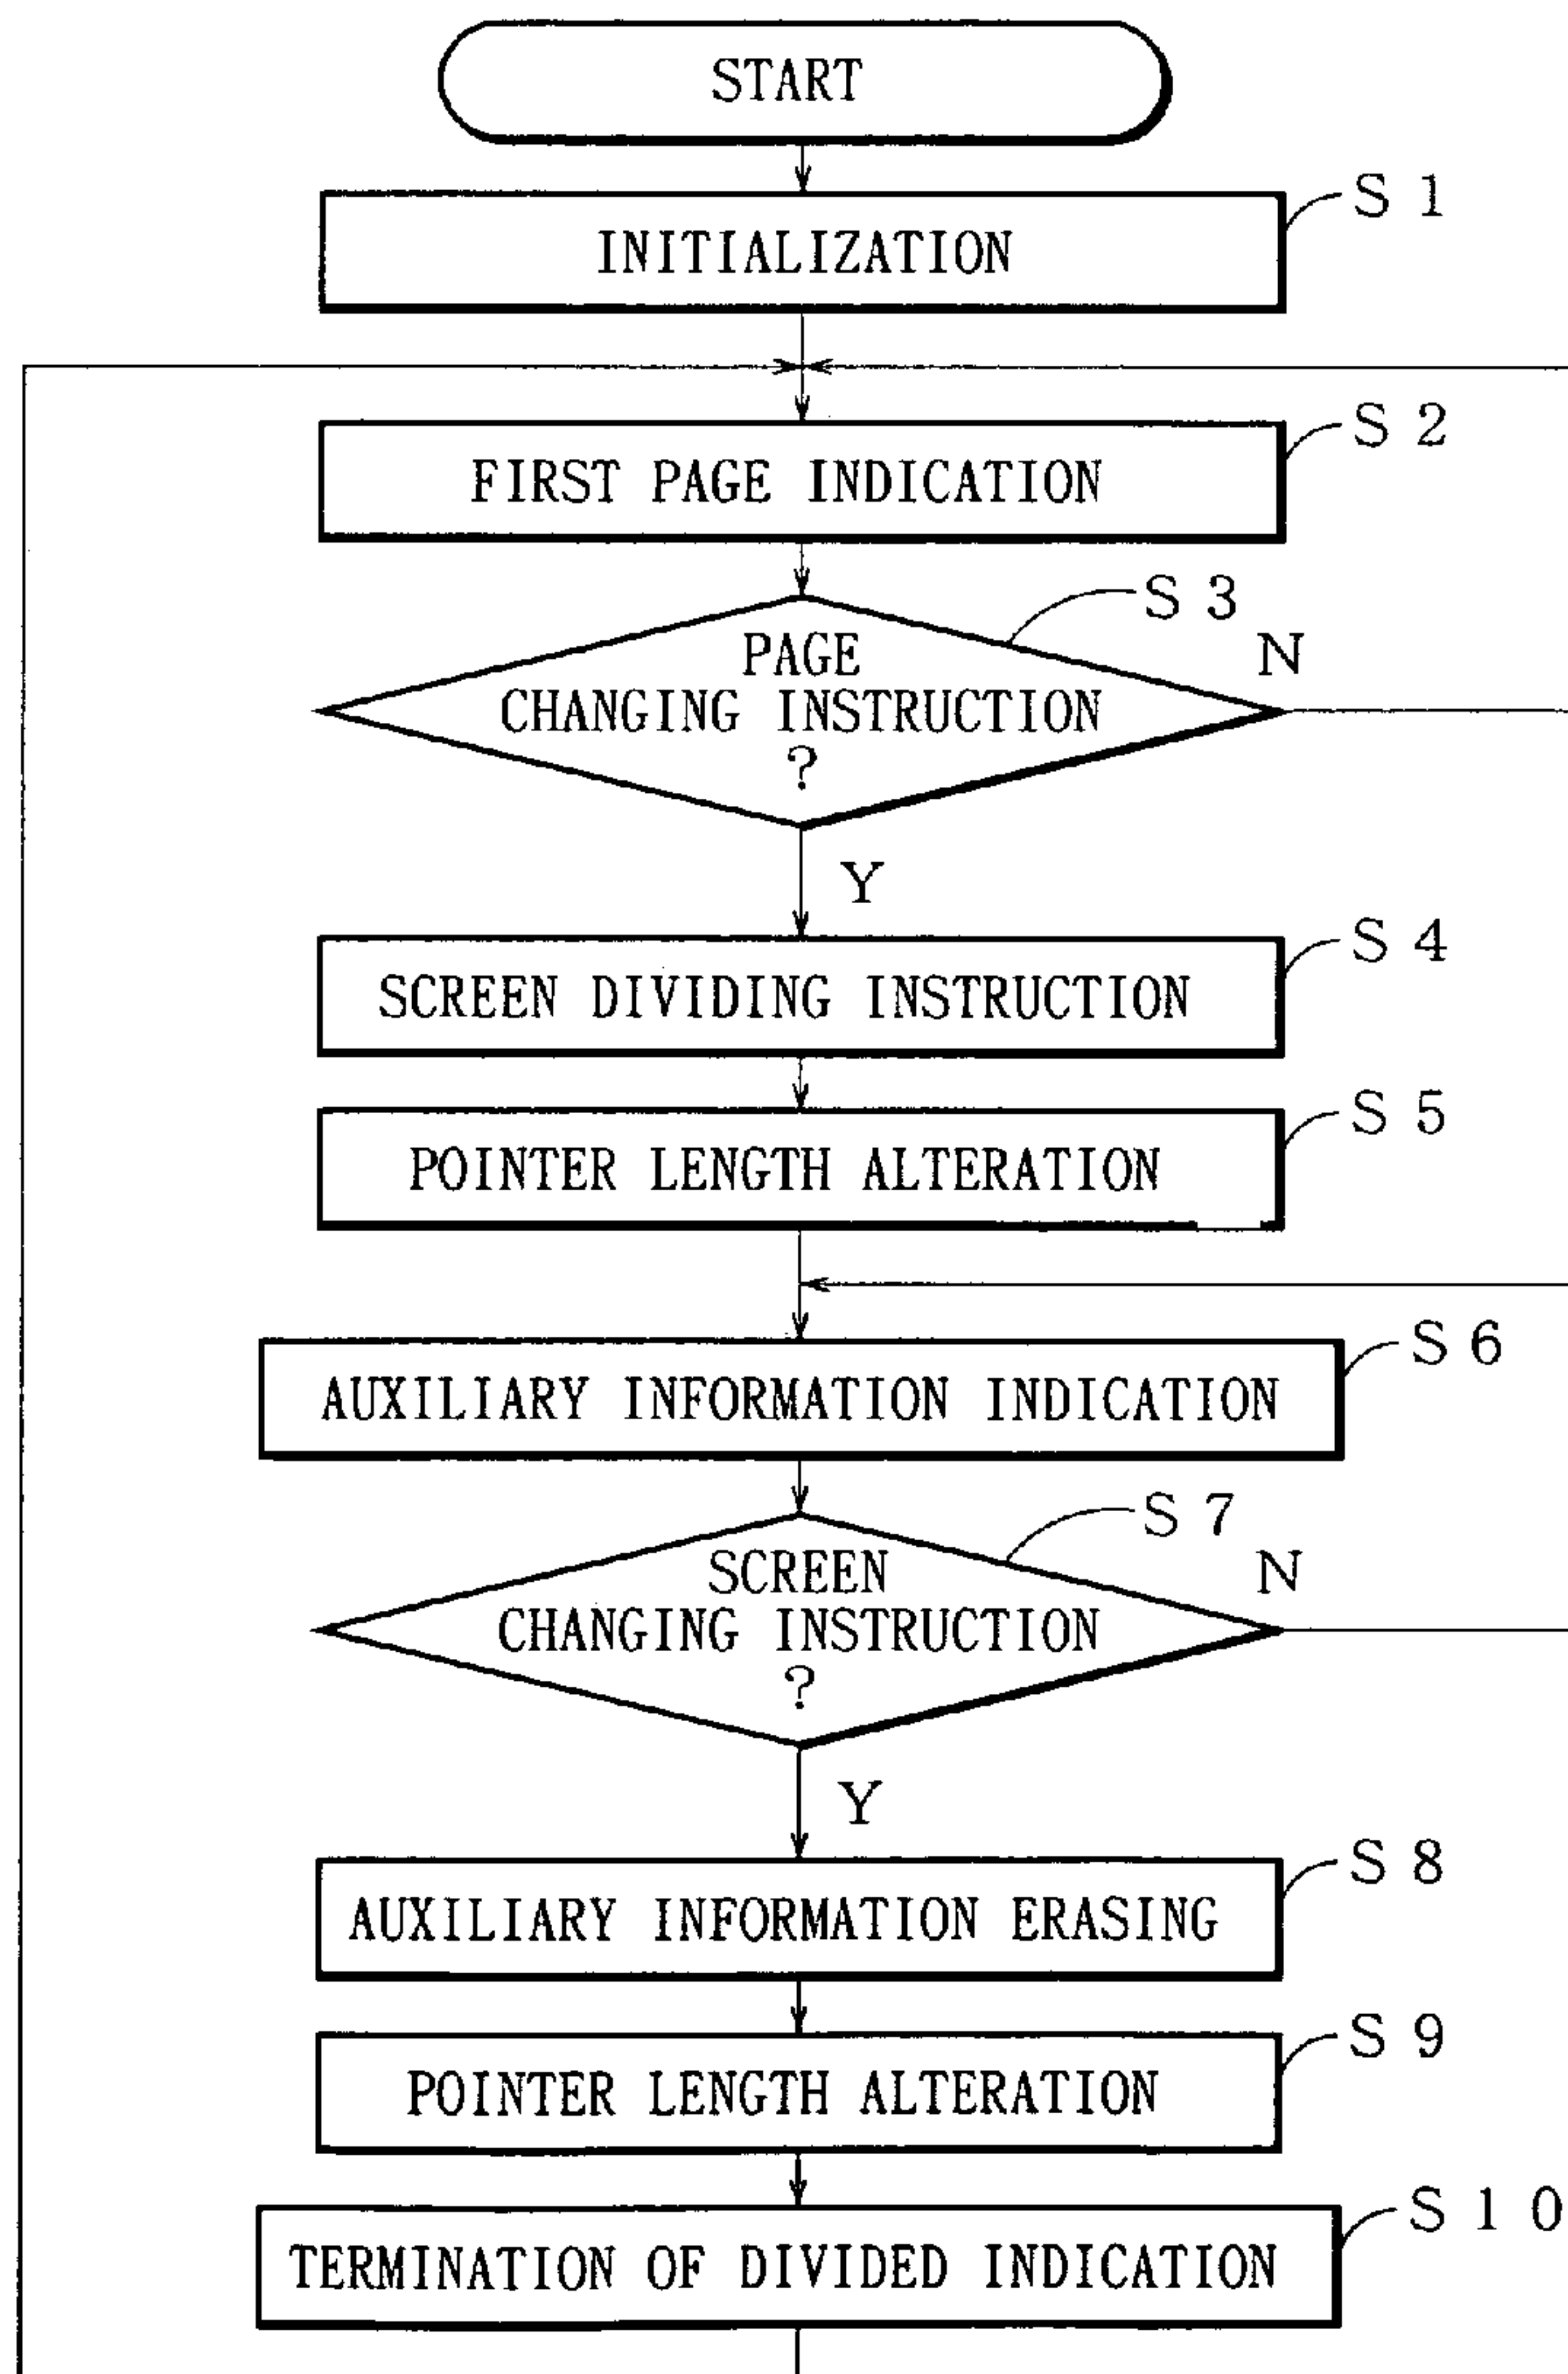 START
S 1
INITIALIZATION
S 2
FIRST PAGE INDICATION
S 3
N
PAGE
CHANGING INSTRUCTION
?
Y
S 4
SCREEN DIVIDING INSTRUCTION
S 5
POINTER LENGTH ALTERATION
S 6
AUXILIARY INFORMATION INDICATION
S 7
N
SCREEN
CHANGING INSTRUCTION
?
Y
S 8
AUXILIARY INFORMATION ERASING
S 9
POINTER LENGTH ALTERATION
S 1 0
TERMINATION OF DIVIDED INDICATION